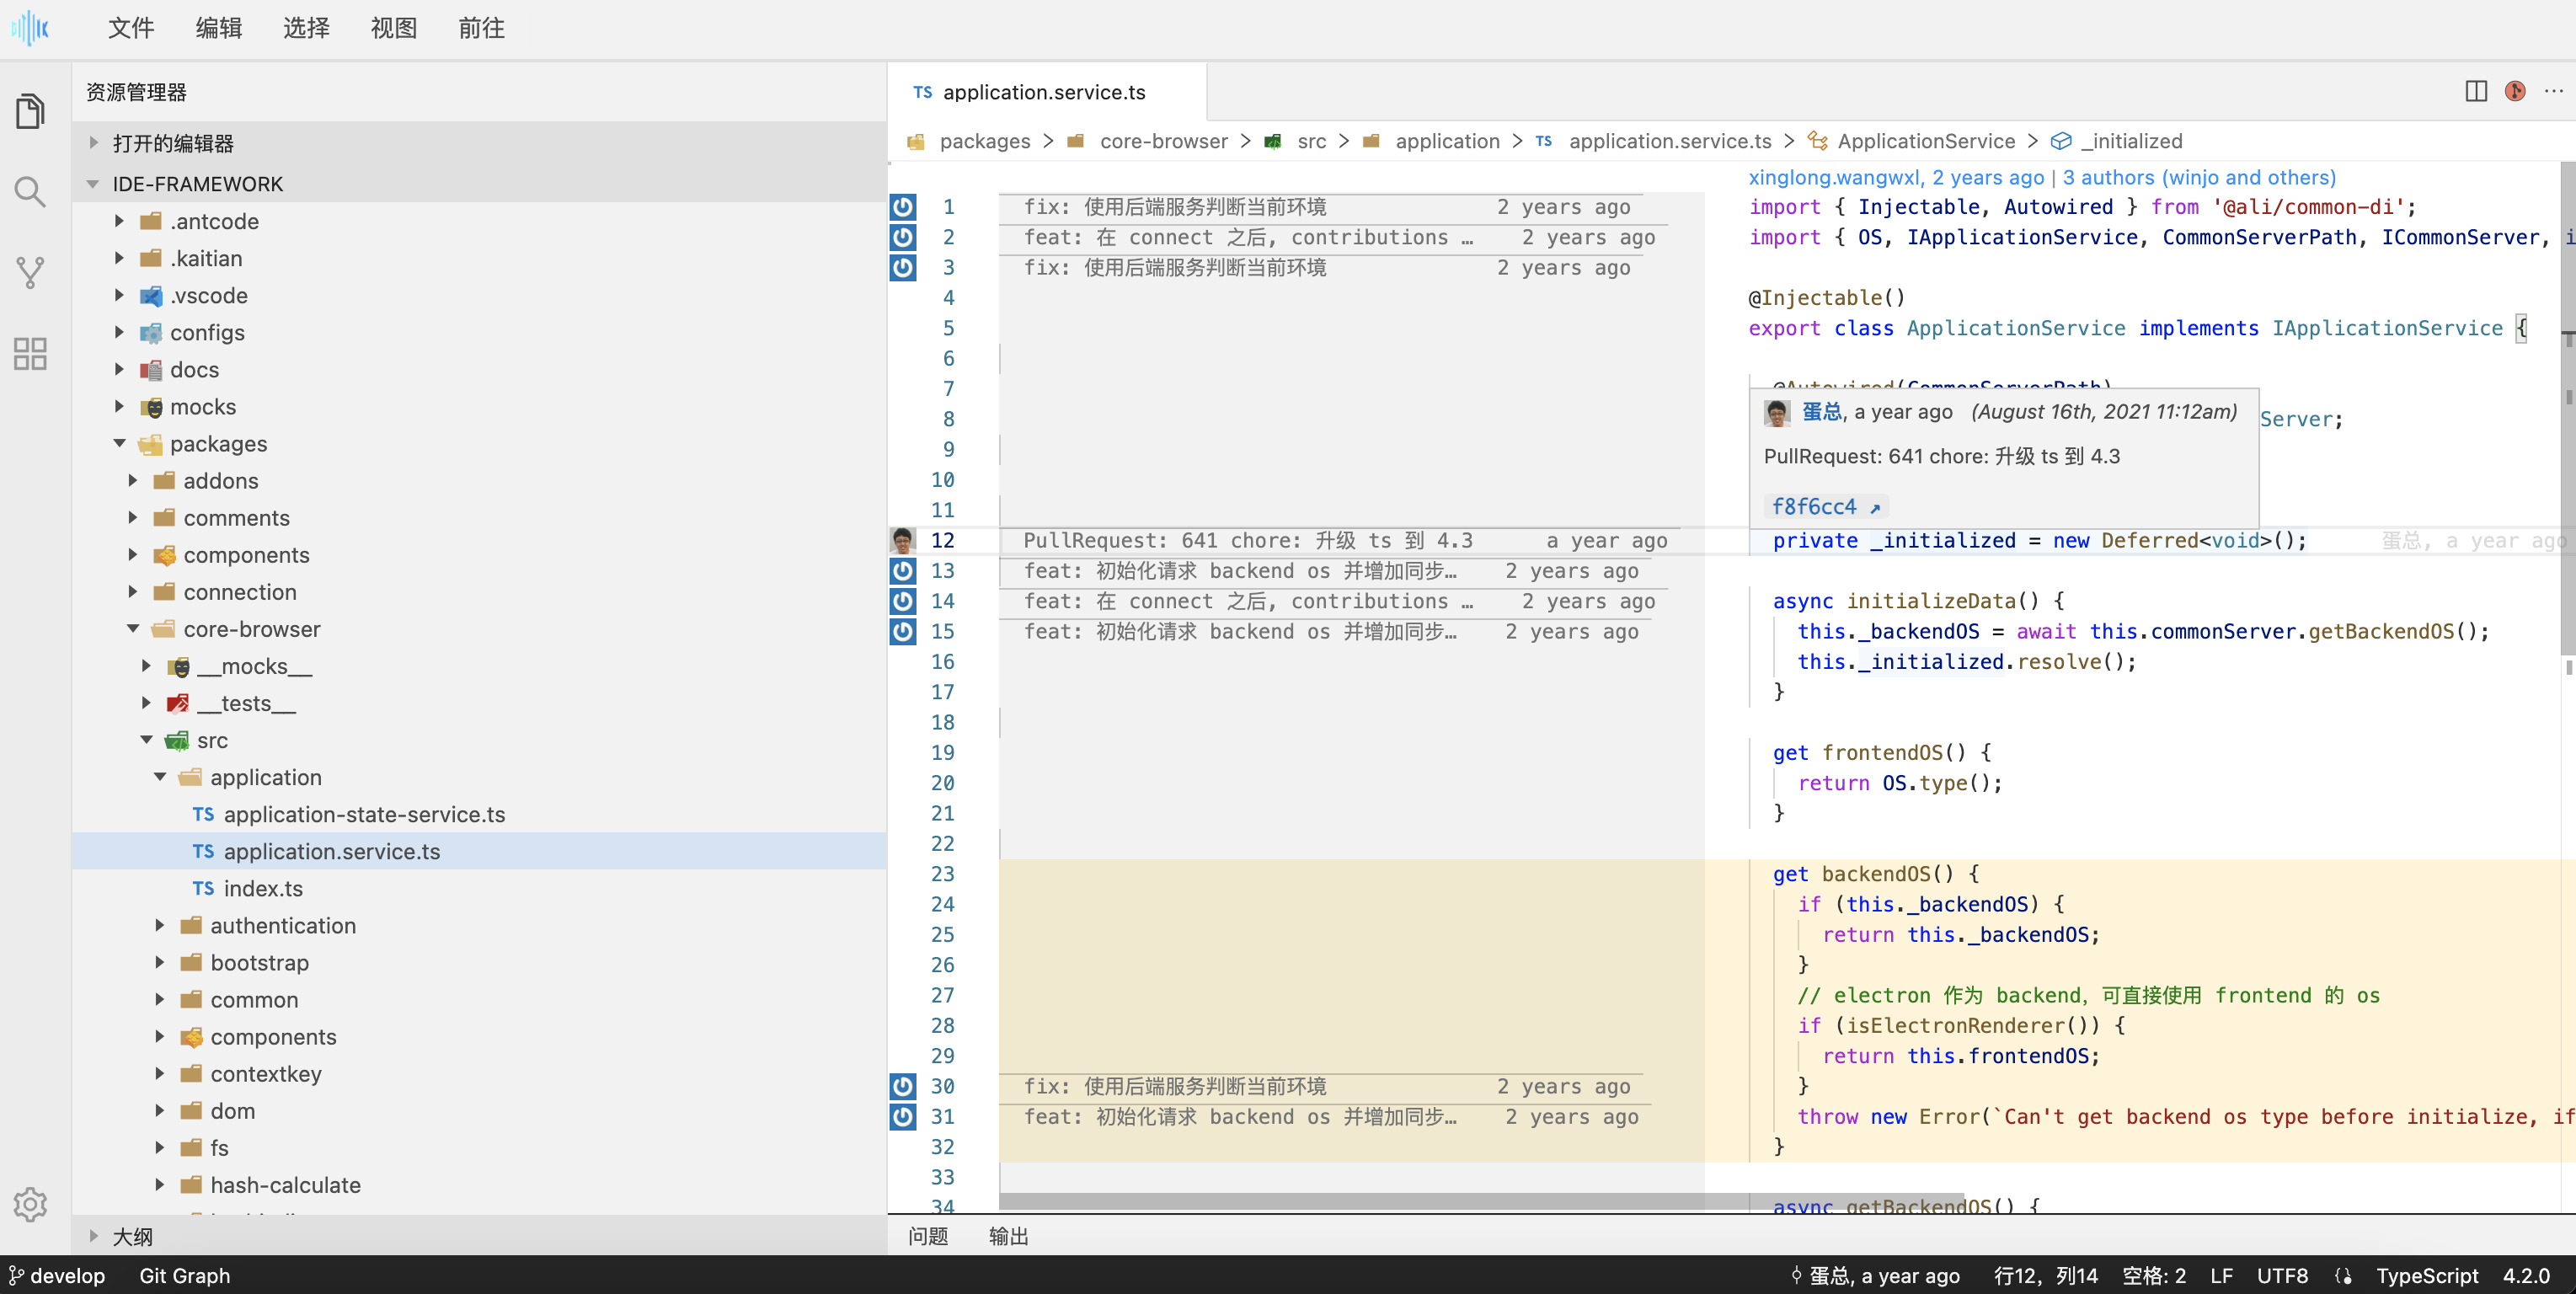 文件 编辑 选择 视图 前往
资源管理器
打开的编辑器
IDE-FRAMEWORK
.antcode
.kaitian
.vscode
configs
docs
mocks
packages
addons
comments
components
connection
core-browser
__mocks__
__tests__
src
application
TS application-state-service.ts
TS application.service.ts
TS index.ts
authentication
bootstrap
common
components
contextkey
dom
fs
hash-calculate
大纲
TS application.service.ts
packages > core-browser > src > application > TS application.service.ts > ApplicationService > _initialized
xinglong.wangwxl, 2 years ago | 3 authors (winjo and others)
1 fix: 使用后端服务判断当前环境 2 years ago import { Injectable, Autowired } from '@ali/common-di';
2 feat: 在 connect 之后, contributions … 2 years ago import { OS, IApplicationService, CommonServerPath, ICommonServer, i
3 fix: 使用后端服务判断当前环境 2 years ago
4 @Injectable()
5 export class ApplicationService implements IApplicationService {
6
7 @Autowired(CommonServerPath)
蛋总, a year ago (August 16th, 2021 11:12am)
8 Server;
9
PullRequest: 641 chore: 升级 ts 到 4.3
10
11
f8f6cc4 ↗
12 PullRequest: 641 chore: 升级 ts 到 4.3 a year ago private _initialized = new Deferred<void>(); 蛋总, a year ago
13 feat: 初始化请求 backend os 并增加同步… 2 years ago
14 feat: 在 connect 之后, contributions … 2 years ago async initializeData() {
15 feat: 初始化请求 backend os 并增加同步… 2 years ago this._backendOS = await this.commonServer.getBackendOS();
16 this._initialized.resolve();
17 }
18
19 get frontendOS() {
20 return OS.type();
21 }
22
23 get backendOS() {
24 if (this._backendOS) {
25 return this._backendOS;
26 }
27 // electron 作为 backend，可直接使用 frontend 的 os
28 if (isElectronRenderer()) {
29 return this.frontendOS;
30 fix: 使用后端服务判断当前环境 2 years ago }
31 feat: 初始化请求 backend os 并增加同步… 2 years ago throw new Error(`Can't get backend os type before initialize, if
32 }
33
34 async getBackendOS() {
问题 输出
develop Git Graph 蛋总, a year ago 行12，列14 空格: 2 LF UTF8 TypeScript 4.2.0